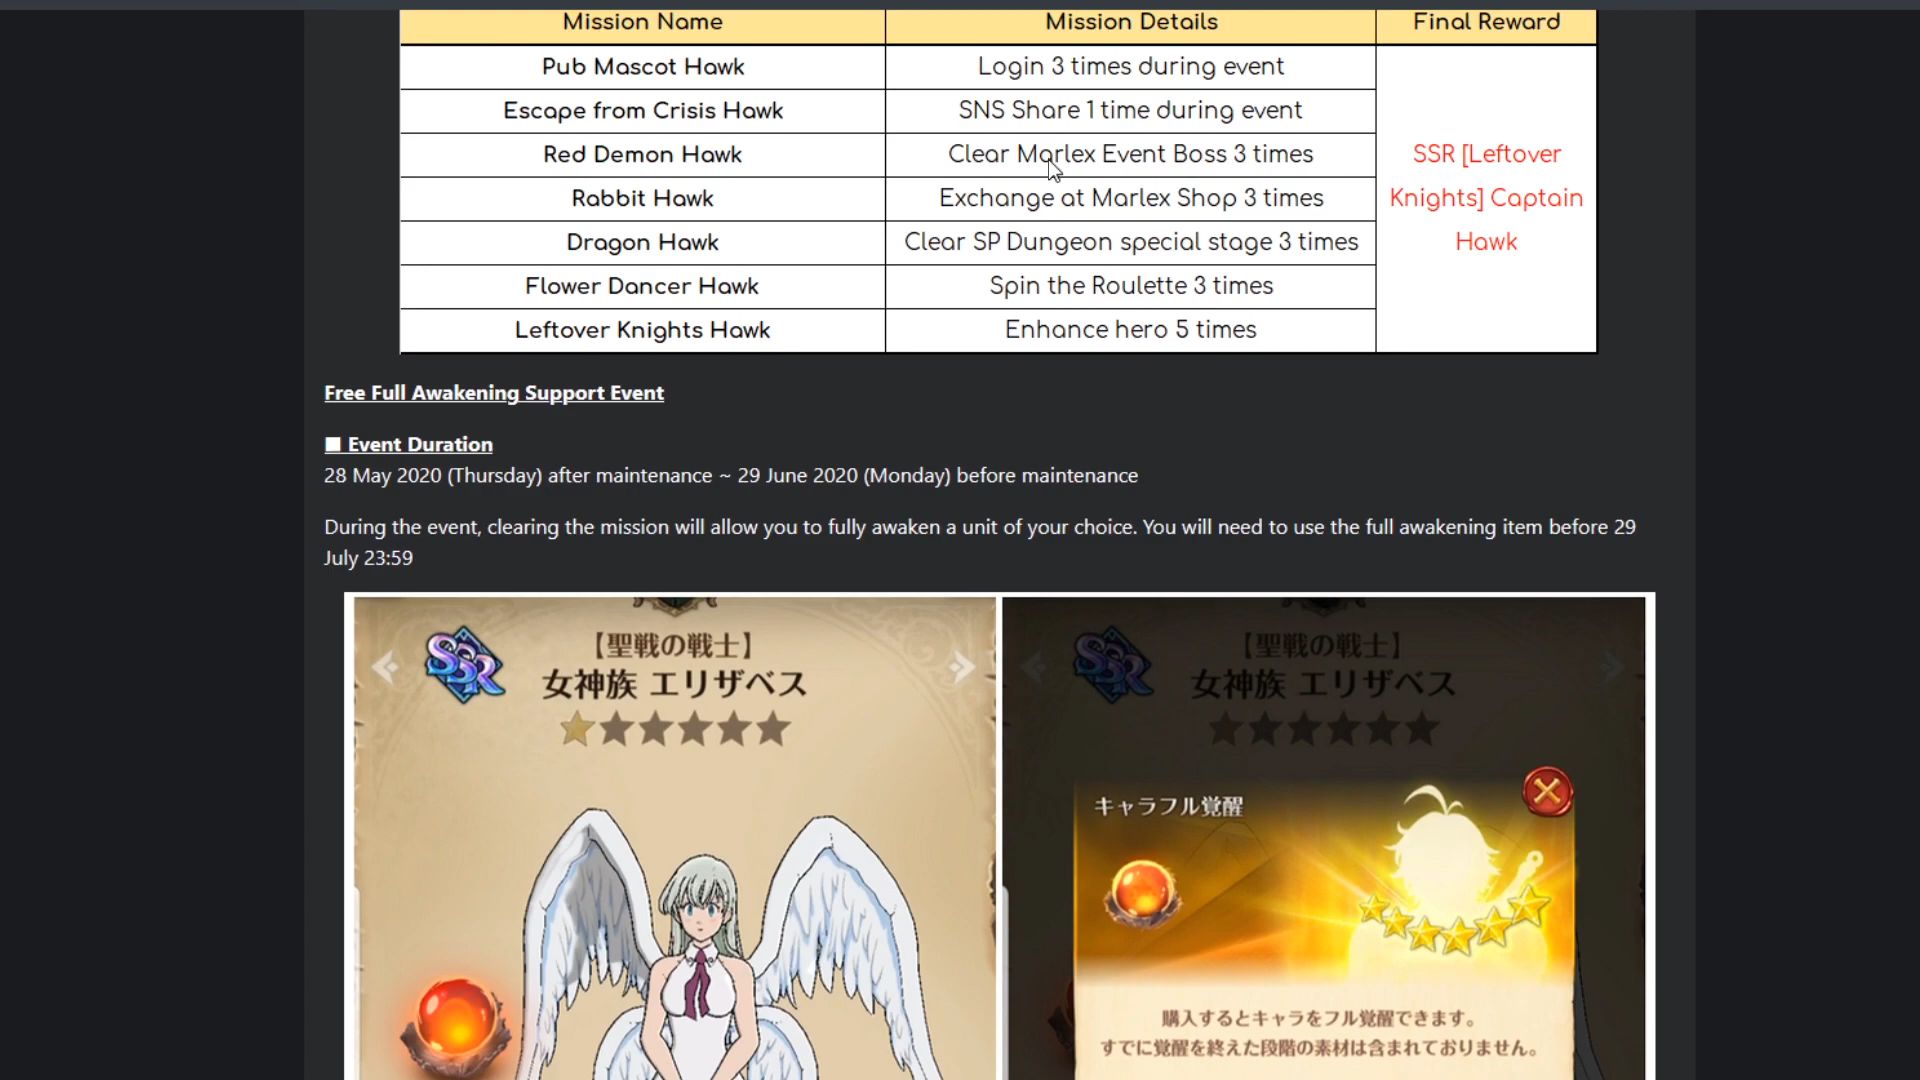 Mission Name Mission Details Final Reward
Pub Mascot Hawk Login 3 times during event
Escape from Crisis Hawk SNS Share 1 time during event
Red Demon Hawk Clear Marlex Event Boss 3 times
Rabbit Hawk Exchange at Marlex Shop 3 times
Dragon Hawk Clear SP Dungeon special stage 3 times
Flower Dancer Hawk Spin the Roulette 3 times
Leftover Knights Hawk Enhance hero 5 times
SSR [Leftover
Knights] Captain
Hawk
Free Full Awakening Support Event
■ Event Duration
28 May 2020 (Thursday) after maintenance ~ 29 June 2020 (Monday) before maintenance
During the event, clearing the mission will allow you to fully awaken a unit of your choice. You will need to use the full awakening item before 29
July 23:59
SSR
【聖戦の戦士】
女神族 エリザベス
SSR
【聖戦の戦士】
女神族 エリザベス
キャラフル覚醒
購入するとキャラをフル覚醒できます。
すでに覚醒を終えた段階の素材は含まれておりません。